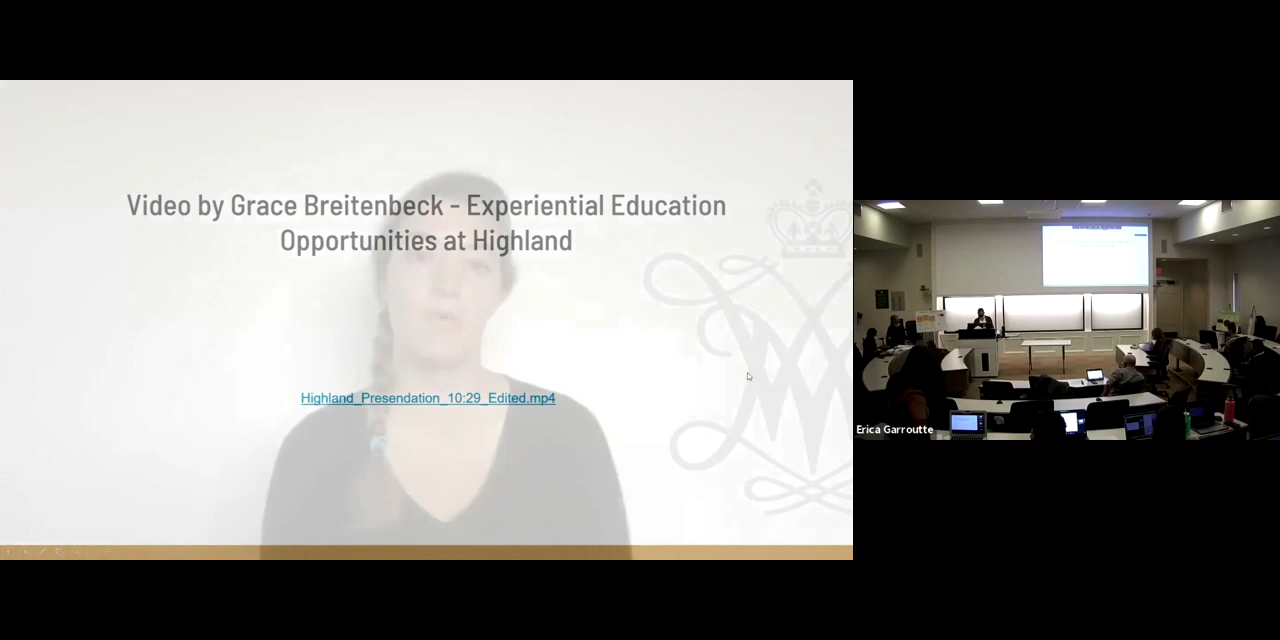 Video by Grace Breitenbeck - Experiential Education
Opportunities at Highland
Highland_Presendation_10:29_Edited.mp4
Erica Garroutte